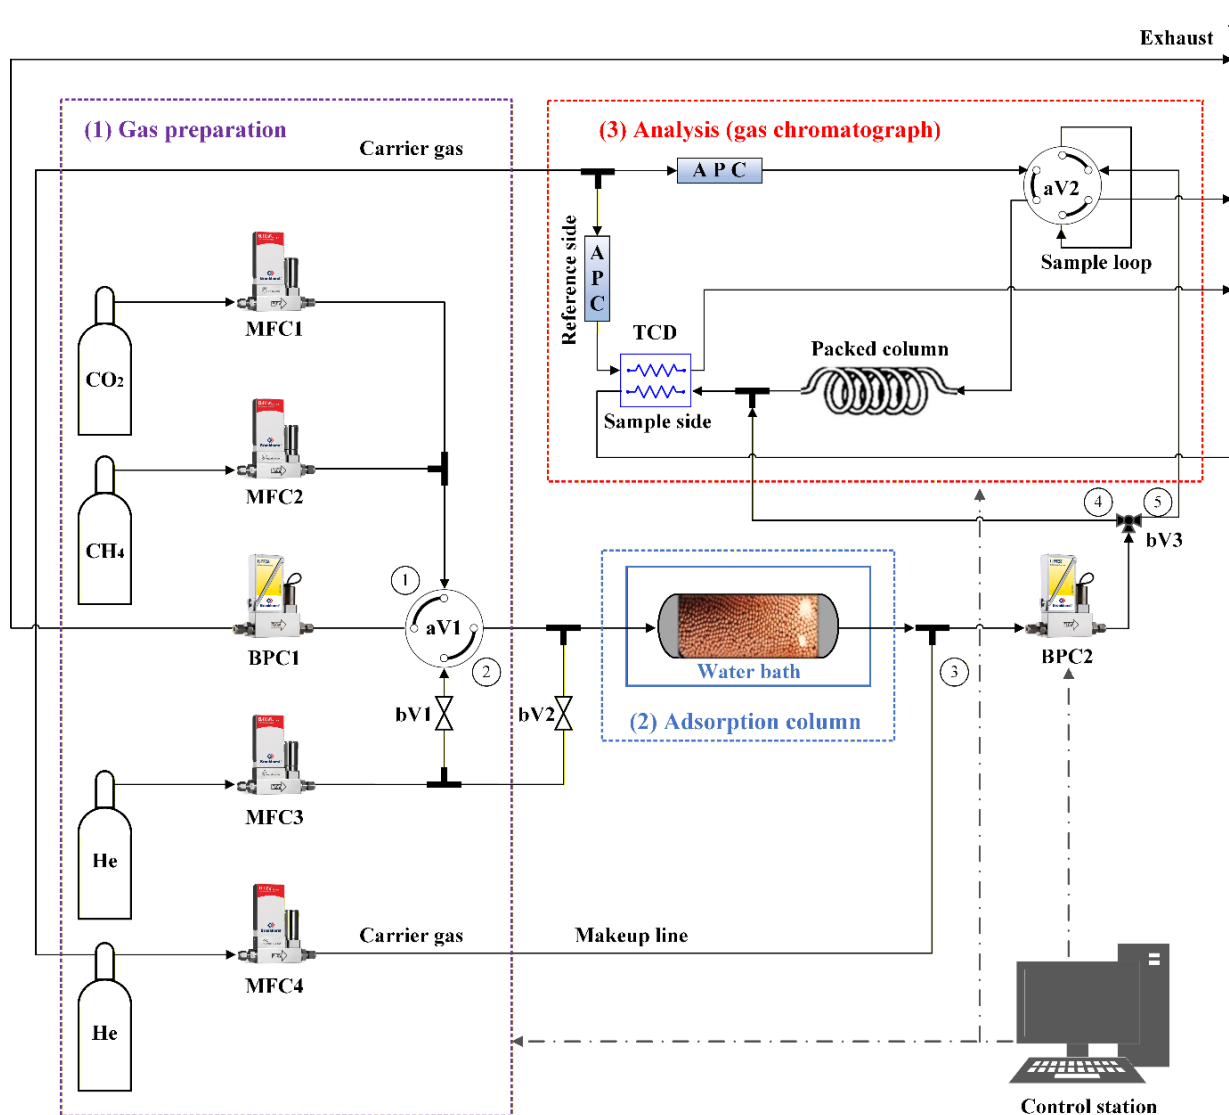 Exhaust
(1) Gas preparation
(3) Analysis (gas chromatograph)
Carrier gas
A P C
aV2
Reference side
A P C
Sample loop
MFC1
TCD
Packed column
CO2
Sample side
MFC2
4
5
bV3
CH4
1
aV1
BPC1
2
3
BPC2
Water bath
bV1
bV2
(2) Adsorption column
MFC3
He
Carrier gas
Makeup line
MFC4
He
Control station